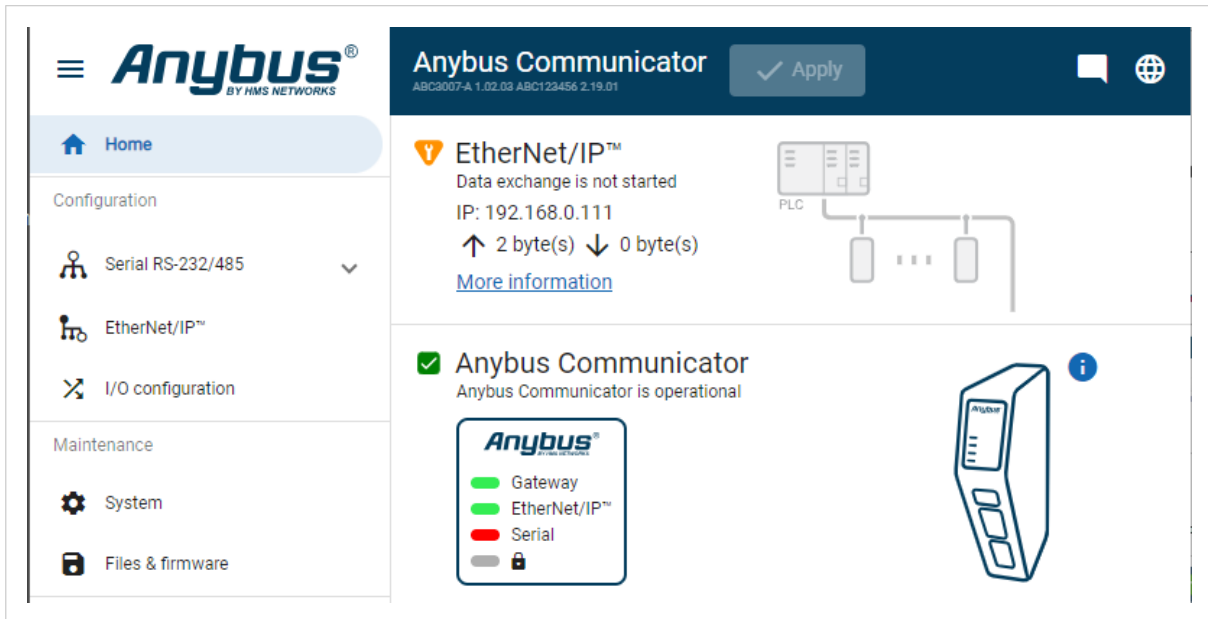 Anybus®
BY HMS NETWORKS
Home
Configuration
Serial RS-232/485
EtherNet/IP™
I/O configuration
Maintenance
System
Files & firmware
Anybus Communicator
ABC3007-A 1.02.03 ABC123456 2.19.01
Apply
EtherNet/IP™
Data exchange is not started
IP: 192.168.0.111
2 byte(s) 0 byte(s)
More information
PLC
Anybus Communicator
Anybus Communicator is operational
Anybus®
BY HMS NETWORKS
Gateway
EtherNet/IP™
Serial
Anybus